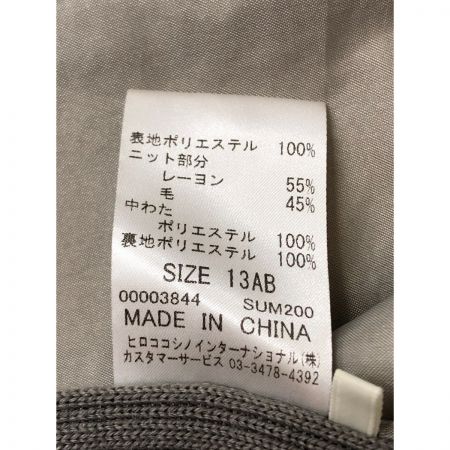 表地ポリエステル 100%
ニット部分
レーヨン 55%
毛 45%
中わた
ポリエステル 100%
裏地ポリエステル 100%
SIZE 13AB
00003844 SUM200
MADE IN CHINA
ヒロココシノインターナショナル(株)
カスタマーサービス 03-3478-4392